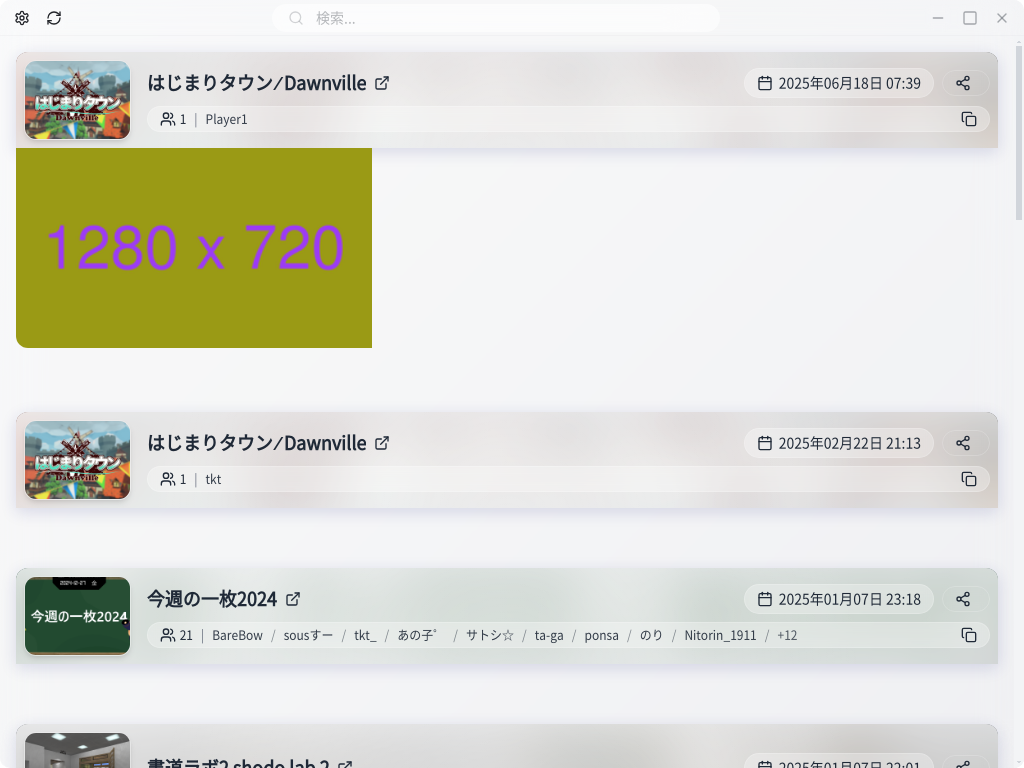 検索...
はじまりタウン
Dawnville
はじまりタウン/Dawnville
2025年06月18日 07:39
1 | Player1
1280 x 720
はじまりタウン
Dawnville
はじまりタウン/Dawnville
2025年02月22日 21:13
1 | tkt
今週の一枚2024
今週の一枚2024
2025年01月07日 23:18
21 | BareBow / sousすー / tkt_ / あの子゜ / サトシ☆ / ta-ga / ponsa / のり / Nitorin_1911 / +12
書道ラボ2 shodo lab 2
2025年01月07日 22:01